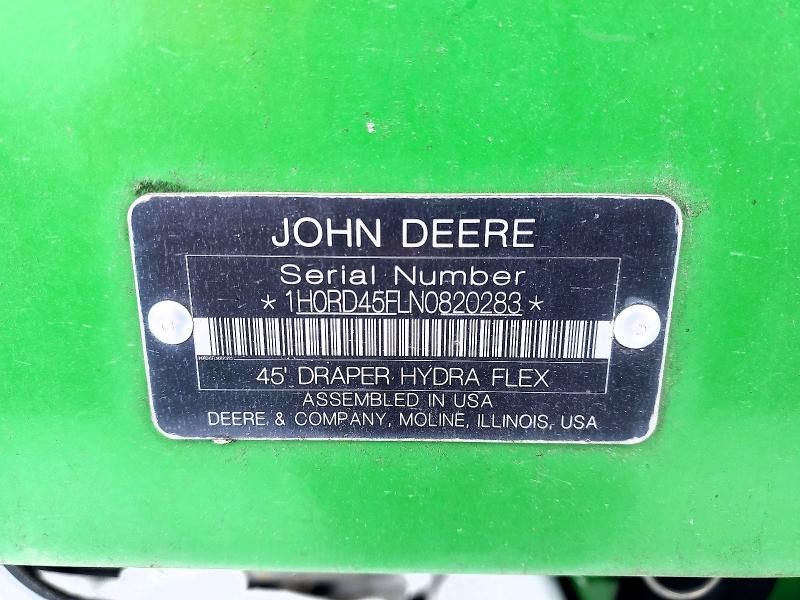 JOHN DEERE
Serial Number
* 1H0RD45FLN0820283 *
45' DRAPER HYDRA FLEX
ASSEMBLED IN USA
DEERE & COMPANY, MOLINE, ILLINOIS, USA